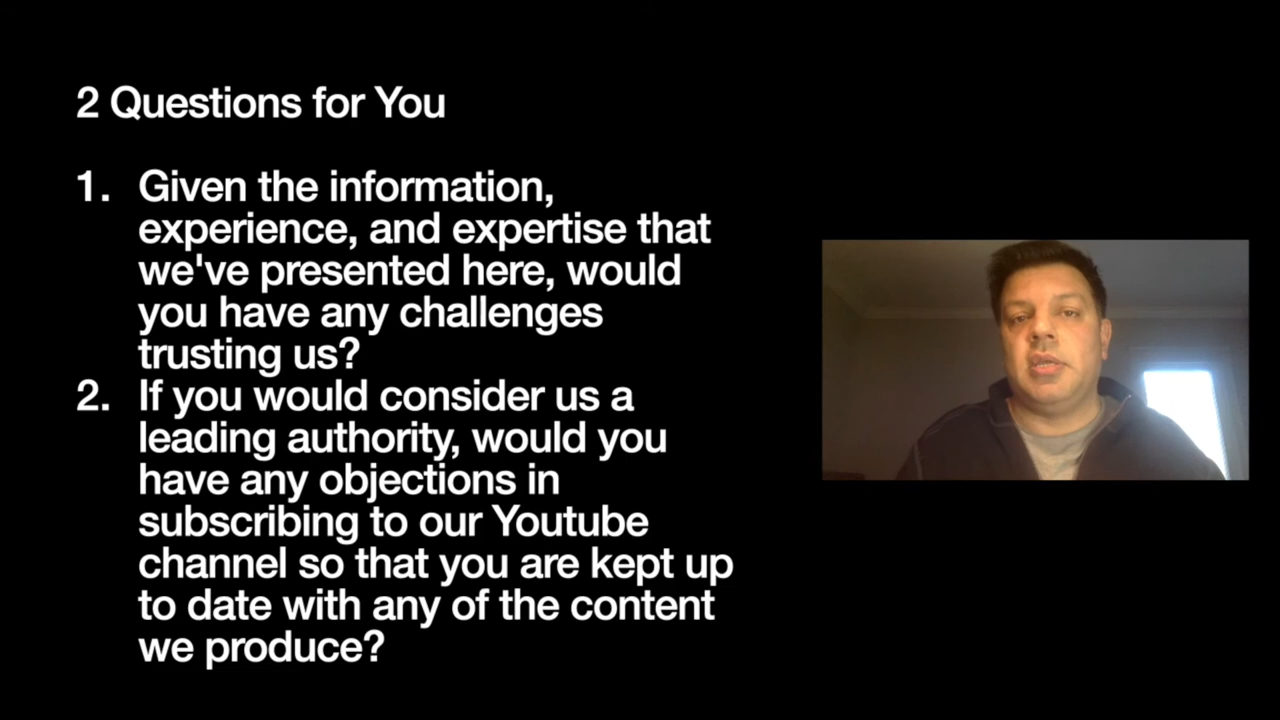 2 Questions for You
1. Given the information,
experience, and expertise that
we've presented here, would
you have any challenges
trusting us?
2. If you would consider us a
leading authority, would you
have any objections in
subscribing to our Youtube
channel so that you are kept up
to date with any of the content
we produce?